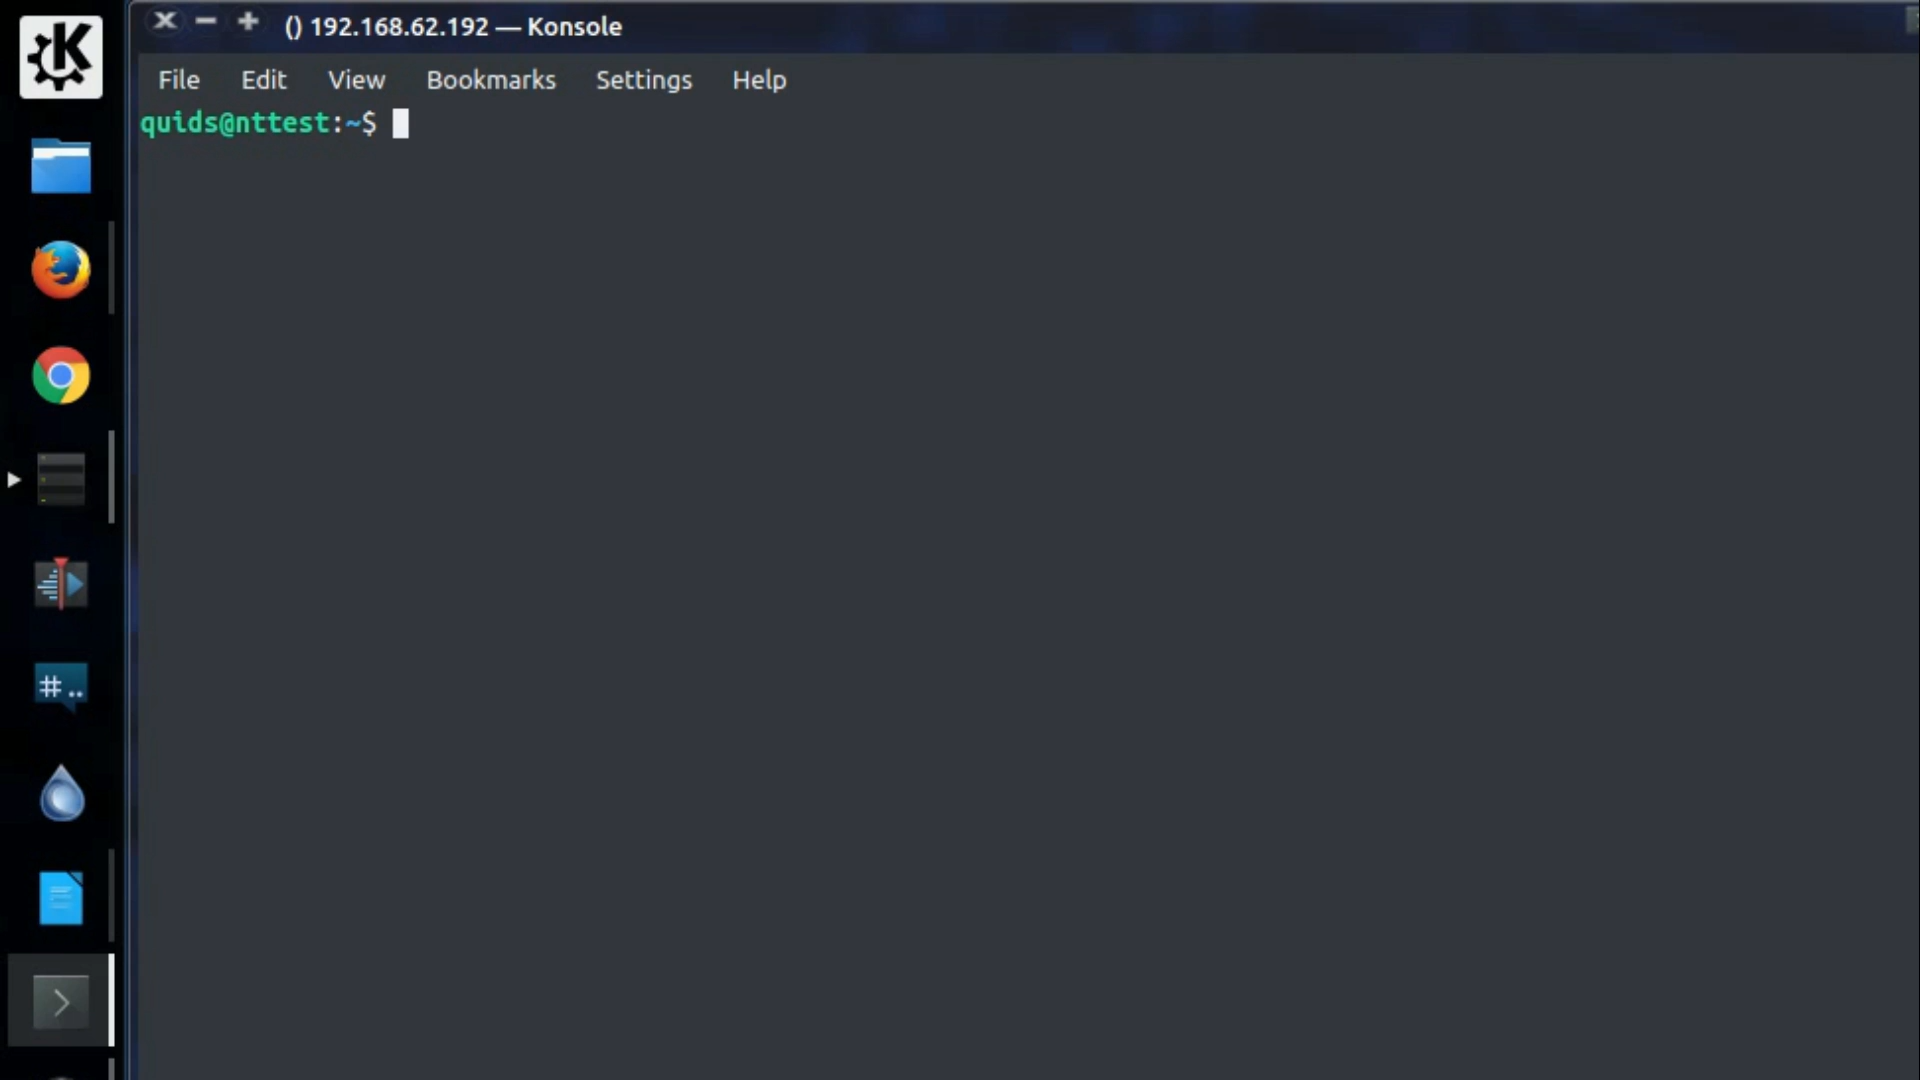 () 192.168.62.192 — Konsole
File Edit View Bookmarks Settings Help
quids@nttest:~$
# ..